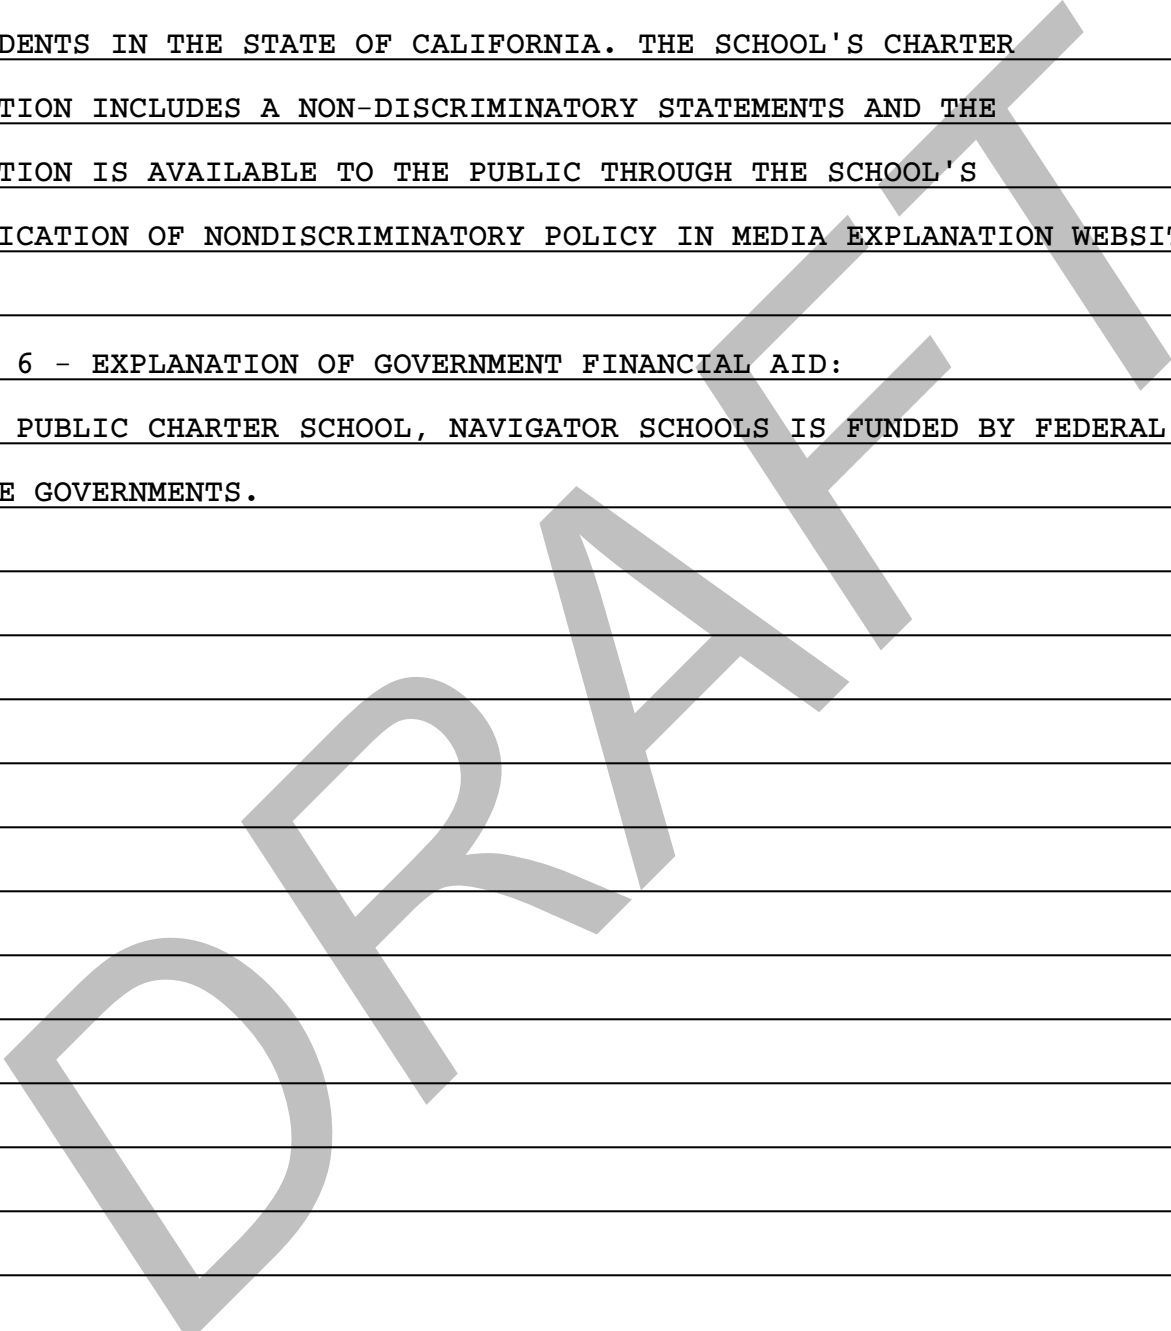 DENTS IN THE STATE OF CALIFORNIA. THE SCHOOL'S CHARTER
TION INCLUDES A NON-DISCRIMINATORY STATEMENTS AND THE
TION IS AVAILABLE TO THE PUBLIC THROUGH THE SCHOOL'S
ICATION OF NONDISCRIMINATORY POLICY IN MEDIA EXPLANATION WEBSIT
6 - EXPLANATION OF GOVERNMENT FINANCIAL AID:
PUBLIC CHARTER SCHOOL, NAVIGATOR SCHOOLS IS FUNDED BY FEDERAL
E GOVERNMENTS.
DRAFT